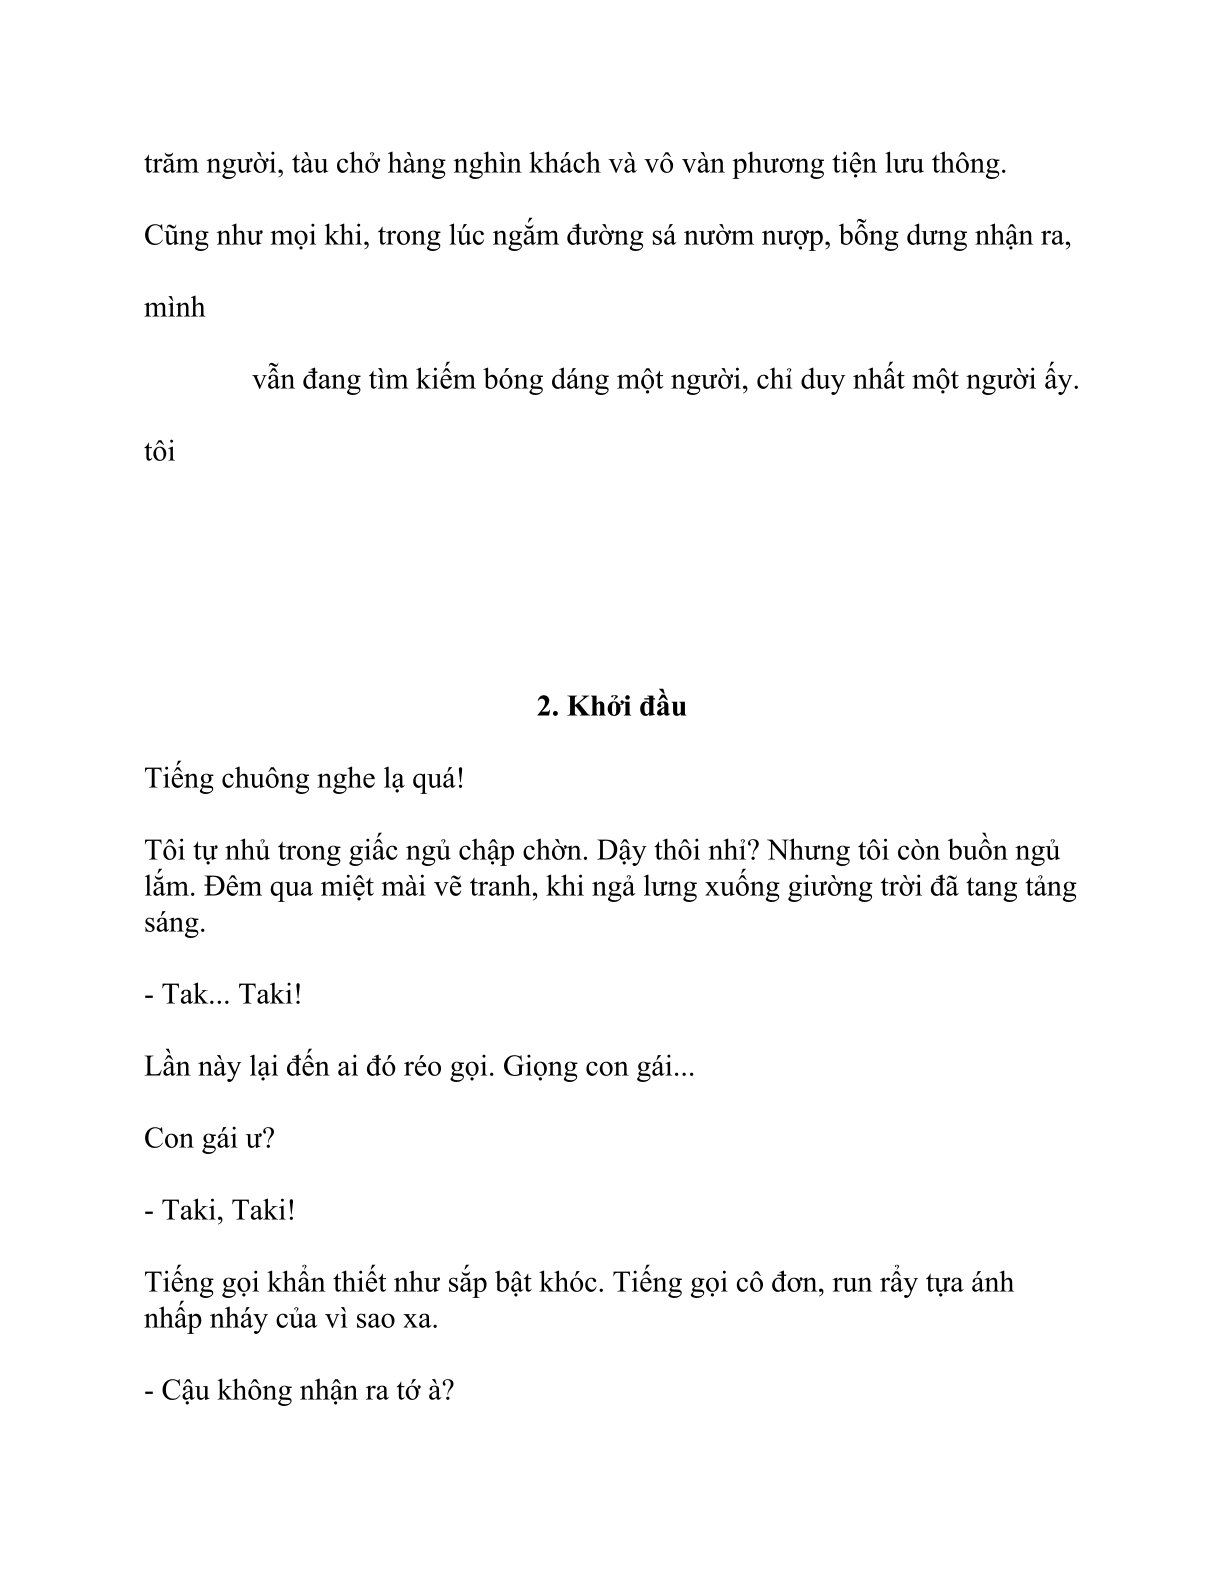 trăm người, tàu chở hàng nghìn khách và vô vàn phương tiện lưu thông.
Cũng như mọi khi, trong lúc ngắm đường sá nườm nượp, bỗng dưng nhận ra,
mình
vẫn đang tìm kiếm bóng dáng một người, chỉ duy nhất một người ấy.
tôi
2. Khởi đầu
Tiếng chuông nghe lạ quá!
Tôi tự nhủ trong giấc ngủ chập chờn. Dậy thôi nhỉ? Nhưng tôi còn buồn ngủ
lắm. Đêm qua miệt mài vẽ tranh, khi ngả lưng xuống giường trời đã tang tảng
sáng.
- Tak... Taki!
Lần này lại đến ai đó réo gọi. Giọng con gái...
Con gái ư?
- Taki, Taki!
Tiếng gọi khẩn thiết như sắp bật khóc. Tiếng gọi cô đơn, run rẩy tựa ánh
nhấp nháy của vì sao xa.
- Cậu không nhận ra tớ à?